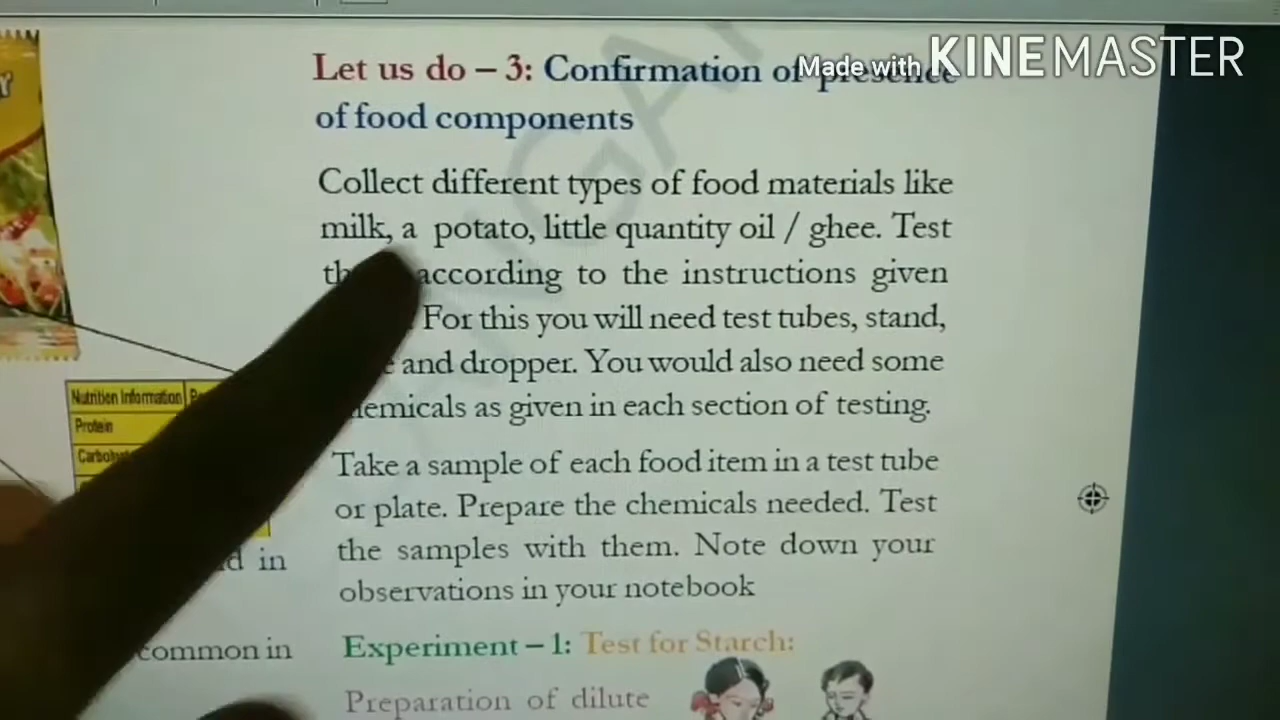 Made with KINEMASTER
Let us do – 3: Confirmation of presence
of food components
Collect different types of food materials like
milk, a potato, little quantity oil / ghee. Test
according to the instructions given
For this you will need test tubes, stand,
and dropper. You would also need some
chemicals as given in each section of testing.
Take a sample of each food item in a test tube
or plate. Prepare the chemicals needed. Test
the samples with them. Note down your
observations in your notebook
Experiment – 1: Test for Starch:
Preparation of dilute
Nutrition Information
Protein
in
common in